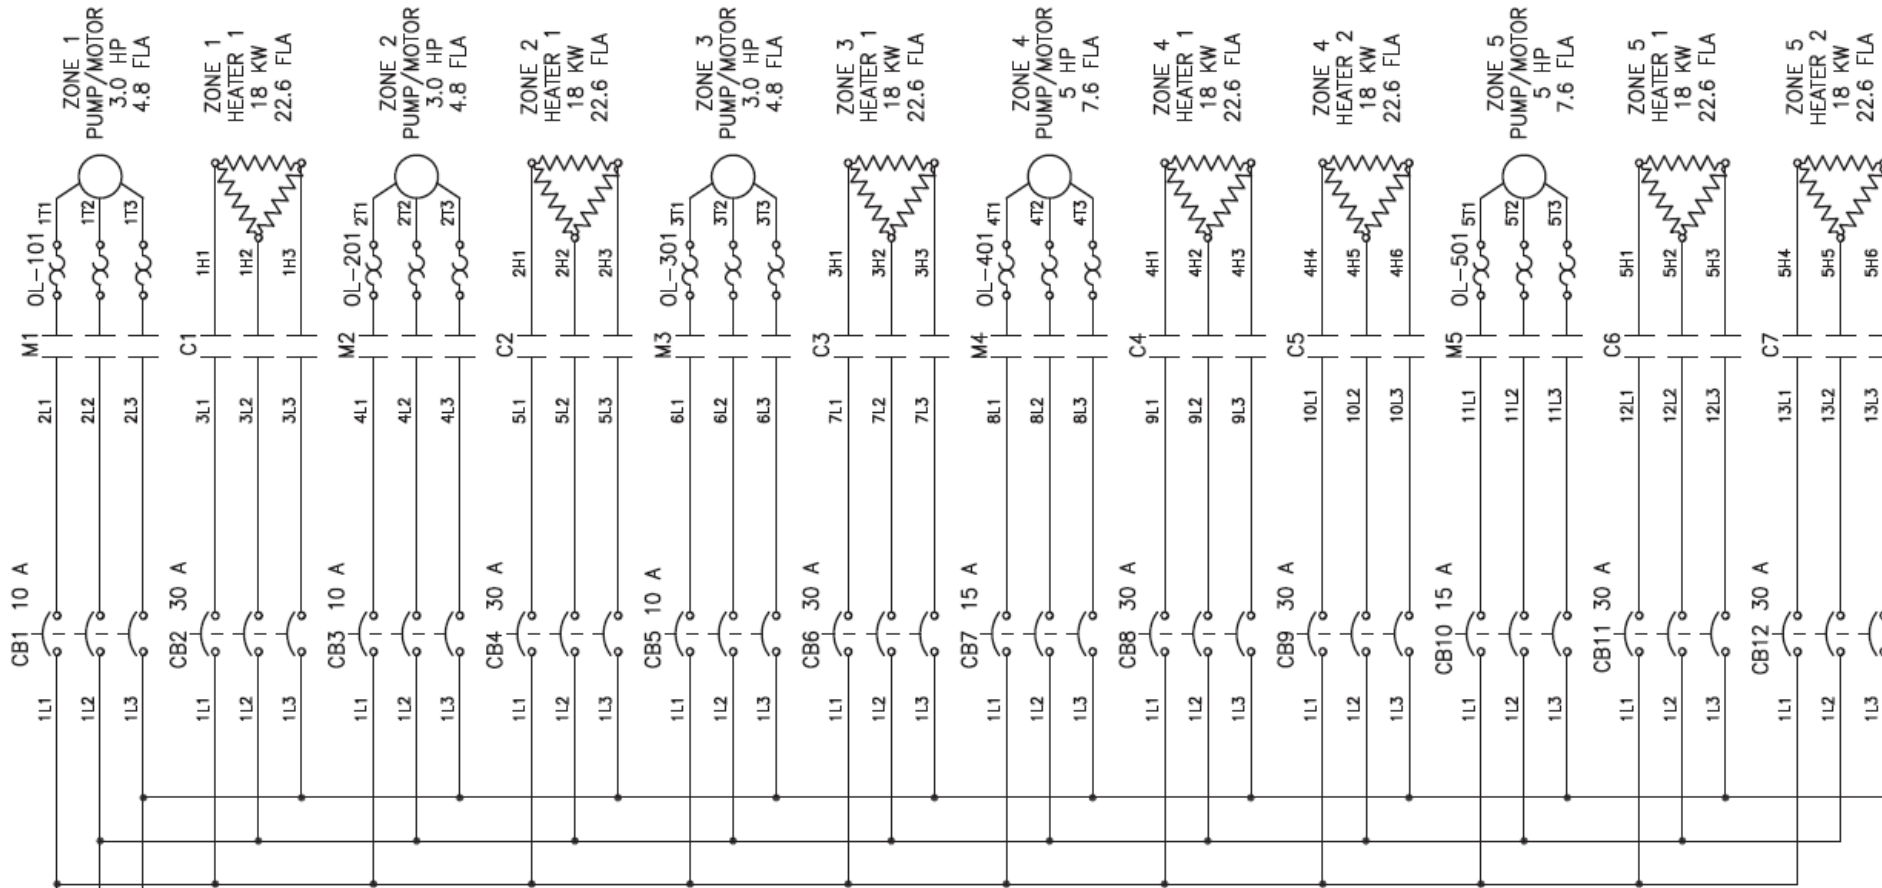 ZONE 1
PUMP/MOTOR
3.0 HP
4.8 FLA
ZONE 1
HEATER 1
18 KW
22.6 FLA
ZONE 2
PUMP/MOTOR
3.0 HP
4.8 FLA
ZONE 2
HEATER 1
18 KW
22.6 FLA
ZONE 3
PUMP/MOTOR
3.0 HP
4.8 FLA
ZONE 3
HEATER 1
18 KW
22.6 FLA
ZONE 4
PUMP/MOTOR
5 HP
7.6 FLA
ZONE 4
HEATER 1
18 KW
22.6 FLA
ZONE 4
HEATER 2
18 KW
22.6 FLA
ZONE 5
PUMP/MOTOR
5 HP
7.6 FLA
ZONE 5
HEATER 1
18 KW
22.6 FLA
ZONE 5
HEATER 2
18 KW
22.6 FLA
OL-101
1T1
1T2
1T3
1H1
1H2
1H3
OL-201
2T1
2T2
2T3
2H1
2H2
2H3
OL-301
3T1
3T2
3T3
3H1
3H2
3H3
OL-401
4T1
4T2
4T3
4H1
4H2
4H3
4H4
4H5
4H6
OL-501
5T1
5T2
5T3
5H1
5H2
5H3
5H4
5H5
5H6
M1
C1
M2
C2
M3
C3
M4
C4
C5
M5
C6
C7
2L1
2L2
2L3
3L1
3L2
3L3
4L1
4L2
4L3
5L1
5L2
5L3
6L1
6L2
6L3
7L1
7L2
7L3
8L1
8L2
8L3
9L1
9L2
9L3
10L1
10L2
10L3
11L1
11L2
11L3
12L1
12L2
12L3
13L1
13L2
13L3
CB1 10 A
CB2 30 A
CB3 10 A
CB4 30 A
CB5 10 A
CB6 30 A
CB7 15 A
CB8 30 A
CB9 30 A
CB10 15 A
CB11 30 A
CB12 30 A
1L1
1L2
1L3
1L1
1L2
1L3
1L1
1L2
1L3
1L1
1L2
1L3
1L1
1L2
1L3
1L1
1L2
1L3
1L1
1L2
1L3
1L1
1L2
1L3
1L1
1L2
1L3
1L1
1L2
1L3
1L1
1L2
1L3
1L1
1L2
1L3